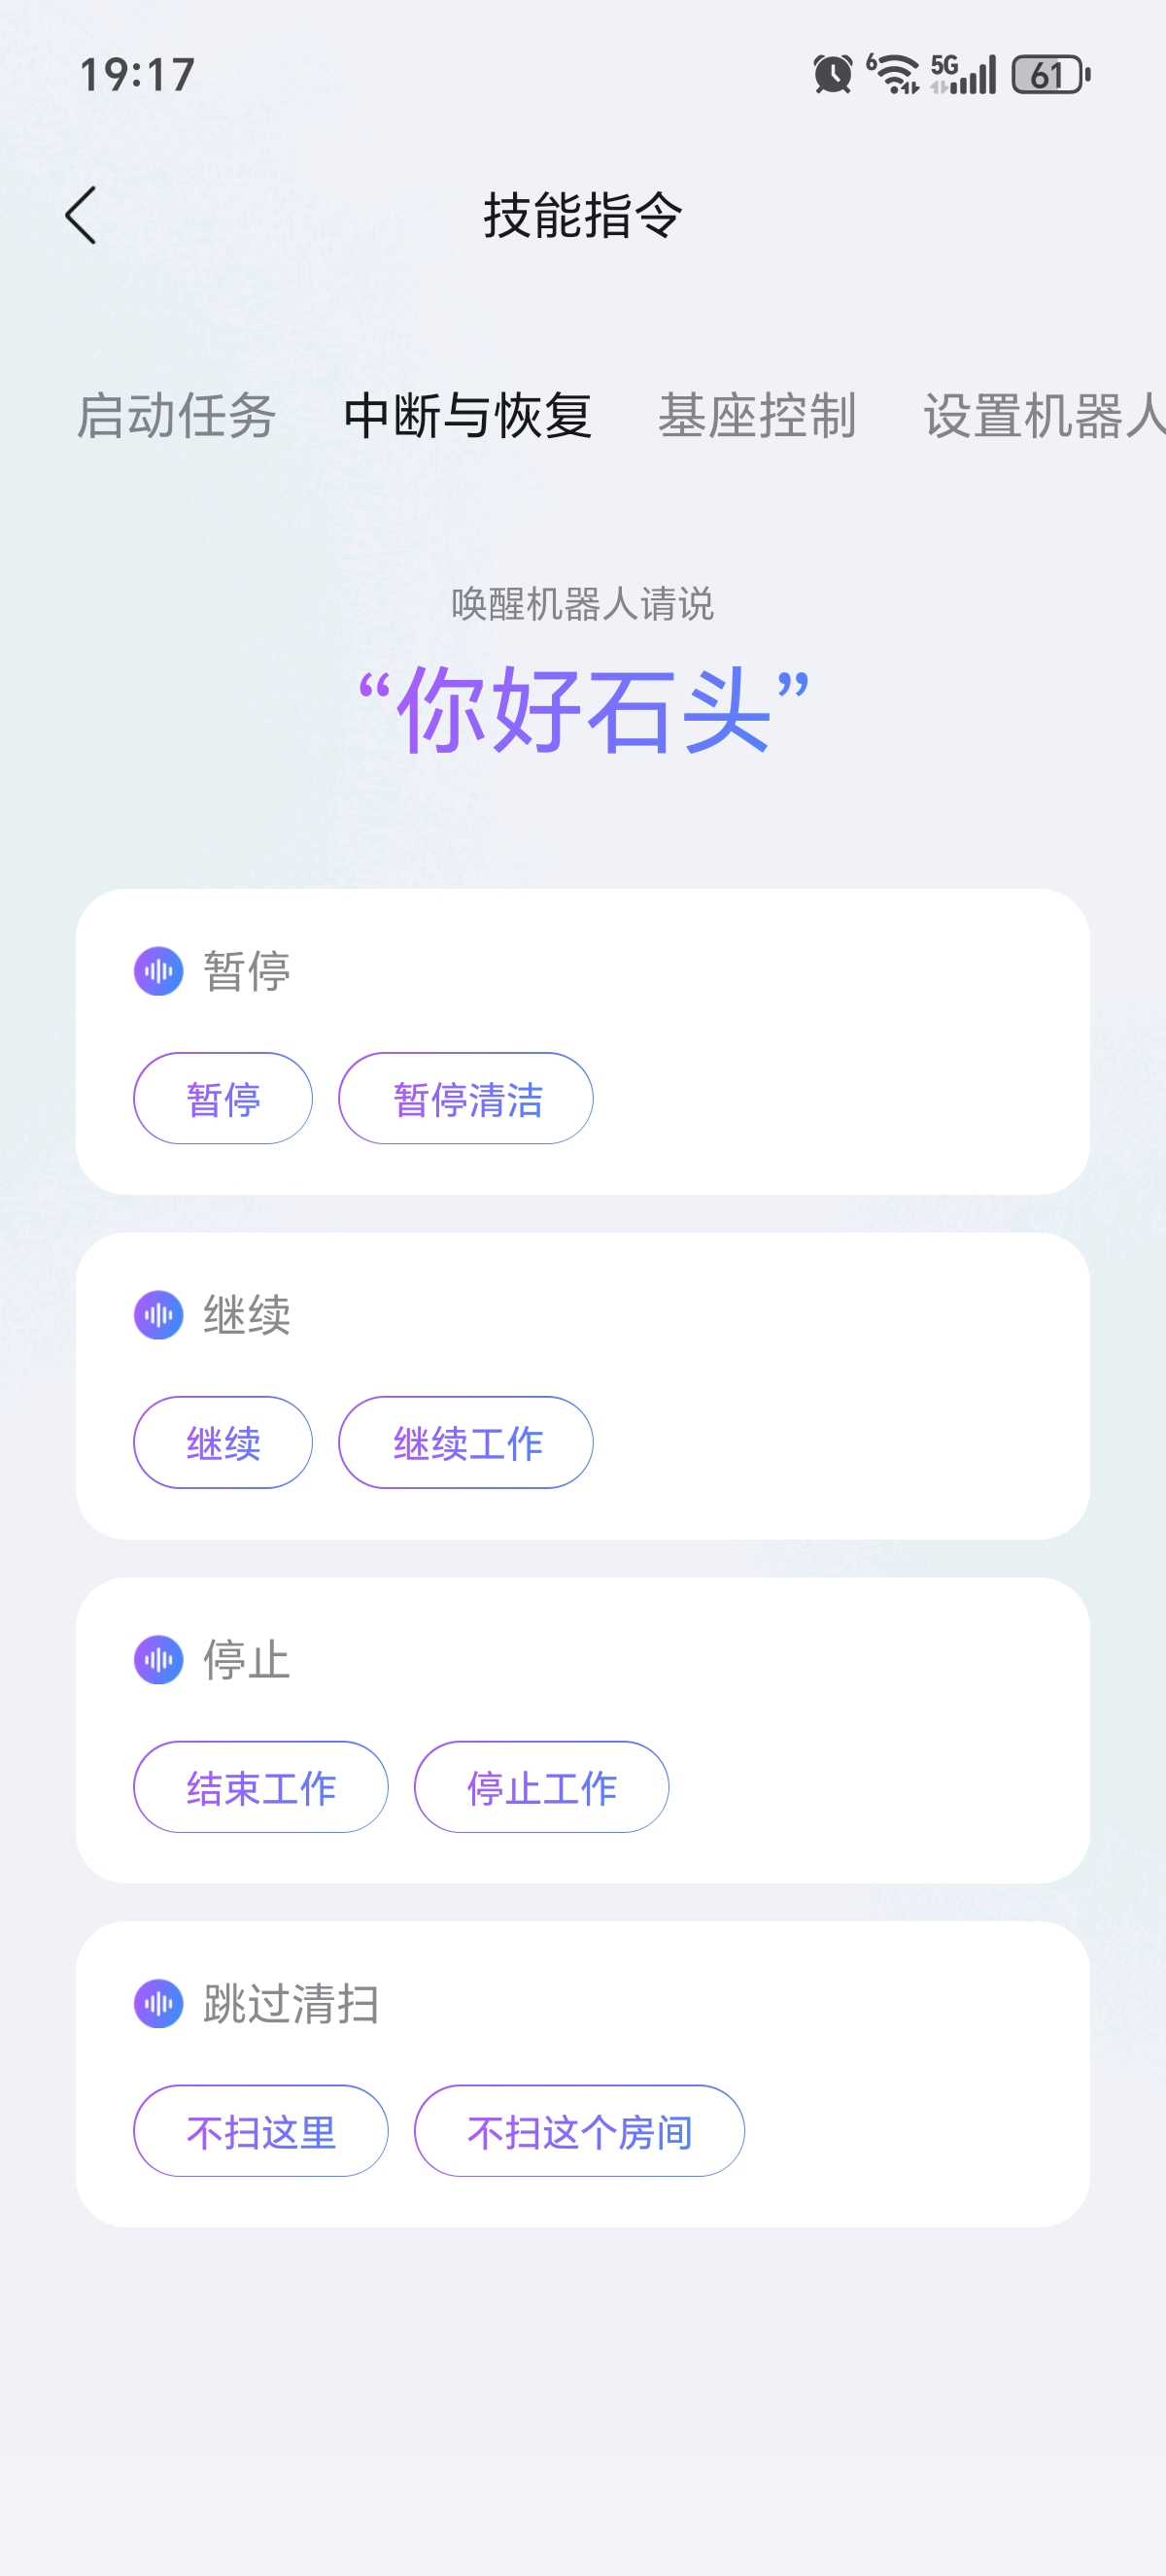 19:17 6 5G 61
技能指令
启动任务 中断与恢复 基座控制 设置机器人
唤醒机器人请说
“你好石头”
暂停
暂停 暂停清洁
继续
继续 继续工作
停止
结束工作 停止工作
跳过清扫
不扫这里 不扫这个房间